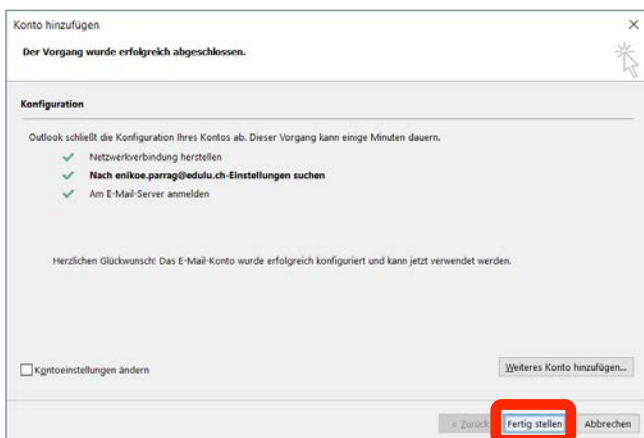 Konto hinzufügen
Der Vorgang wurde erfolgreich abgeschlossen.
Konfiguration
Outlook schließt die Konfiguration Ihres Kontos ab. Dieser Vorgang kann einige Minuten dauern.
Netzwerkverbindung herstellen
Nach enikoe.parrag@edulu.ch-Einstellungen suchen
Am E-Mail-Server anmelden
Herzlichen Glückwunsch! Das E-Mail-Konto wurde erfolgreich konfiguriert und kann jetzt verwendet werden.
Kontoeinstellungen ändern
Weiteres Konto hinzufügen...
< Zurück Fertig stellen Abbrechen